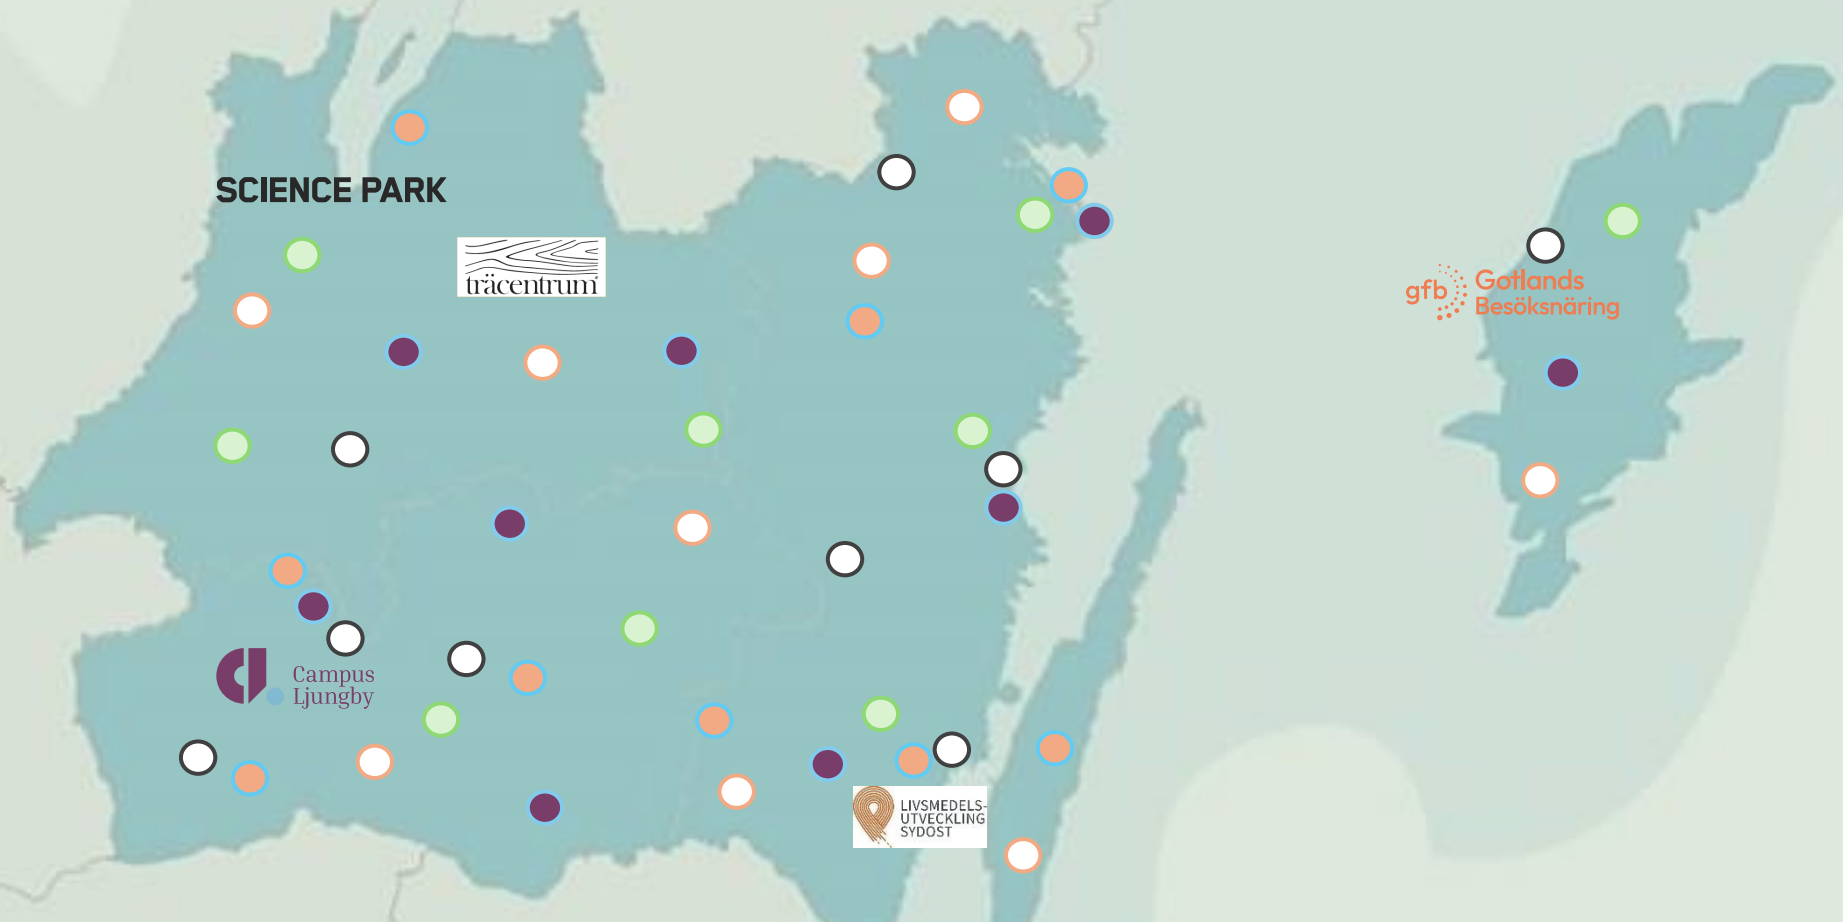 SCIENCE PARK
träcentrum
gfb
Gotlands
Besöksnäring
Campus
Ljungby
LIVSMEDELS-
UTVECKLING
SYDOST